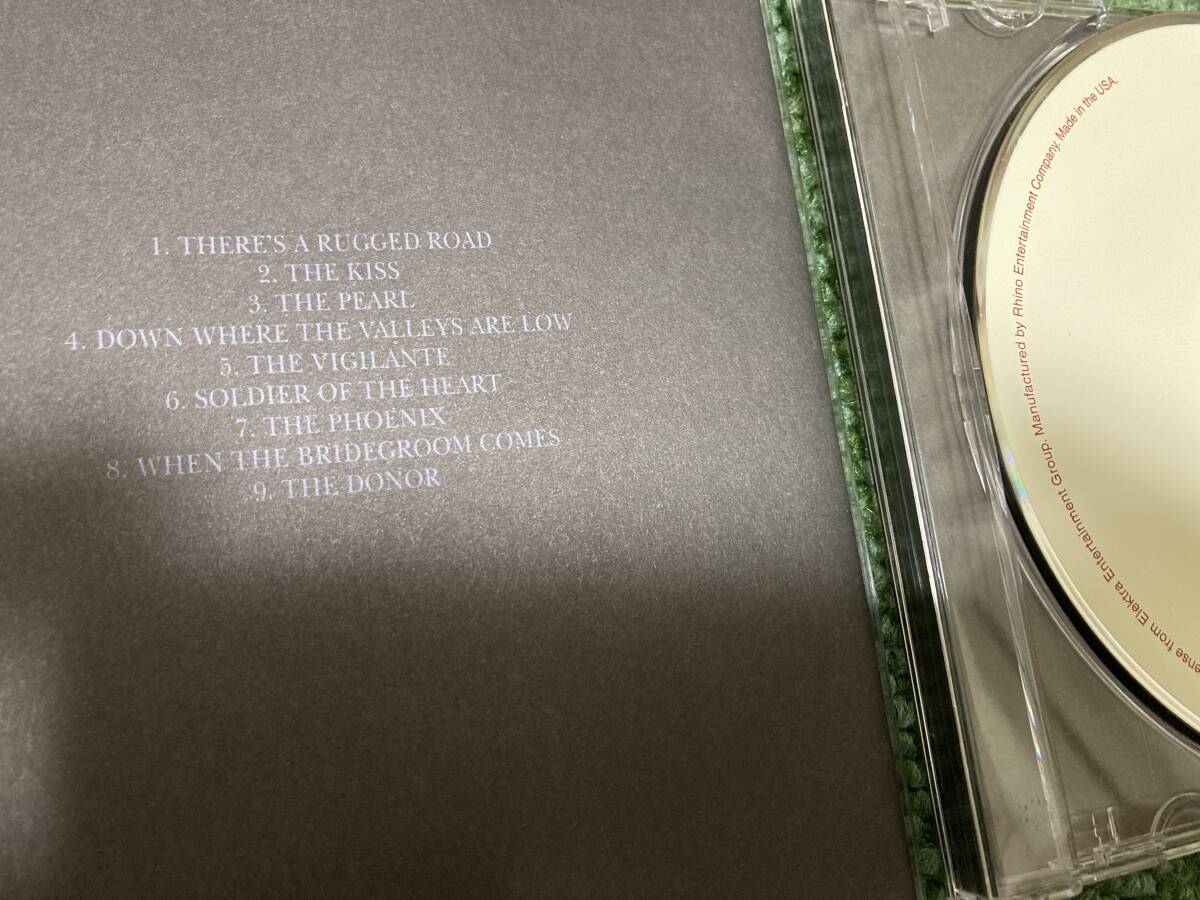 1. THERE'S A RUGGED ROAD
2. THE KISS
3. THE PEARL
4. DOWN WHERE THE VALLEYS ARE LOW
5. THE VIGILANTE
6. SOLDIER OF THE HEART
7. THE PHOENIX
8. WHEN THE BRIDEGROOM COMES
9. THE DONOR
ense from Elektra Entertainment Group. Manufactured by Rhino Entertainment Company. Made in the USA.